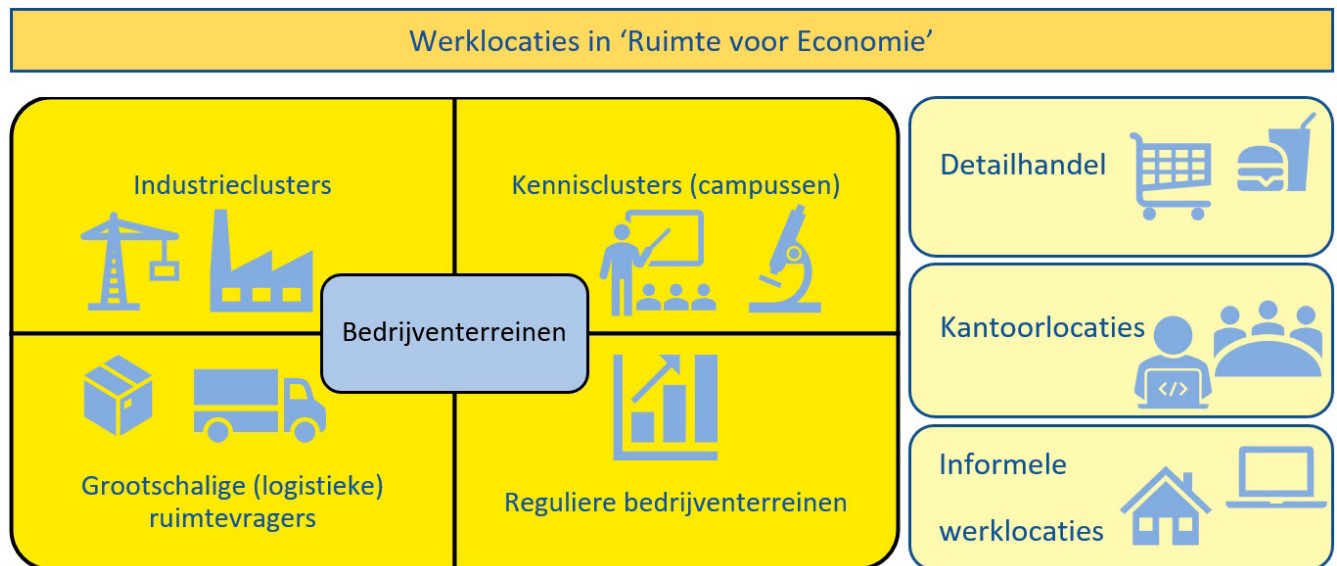 Werklocaties in ‘Ruimte voor Economie’
Industrieclusters
Kennisclusters (campussen)
Bedrijventerreinen
Grootschalige (logistieke)
ruimtevragers
Reguliere bedrijventerreinen
Detailhandel
Kantoorlocaties
</>
Informele
werklocaties